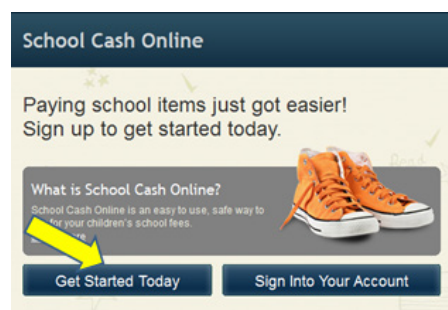 School Cash Online
Paying school items just got easier!
Sign up to get started today.
What is School Cash Online?
School Cash Online is an easy to use, safe way to
for your children's school fees.
Get Started Today
Sign Into Your Account